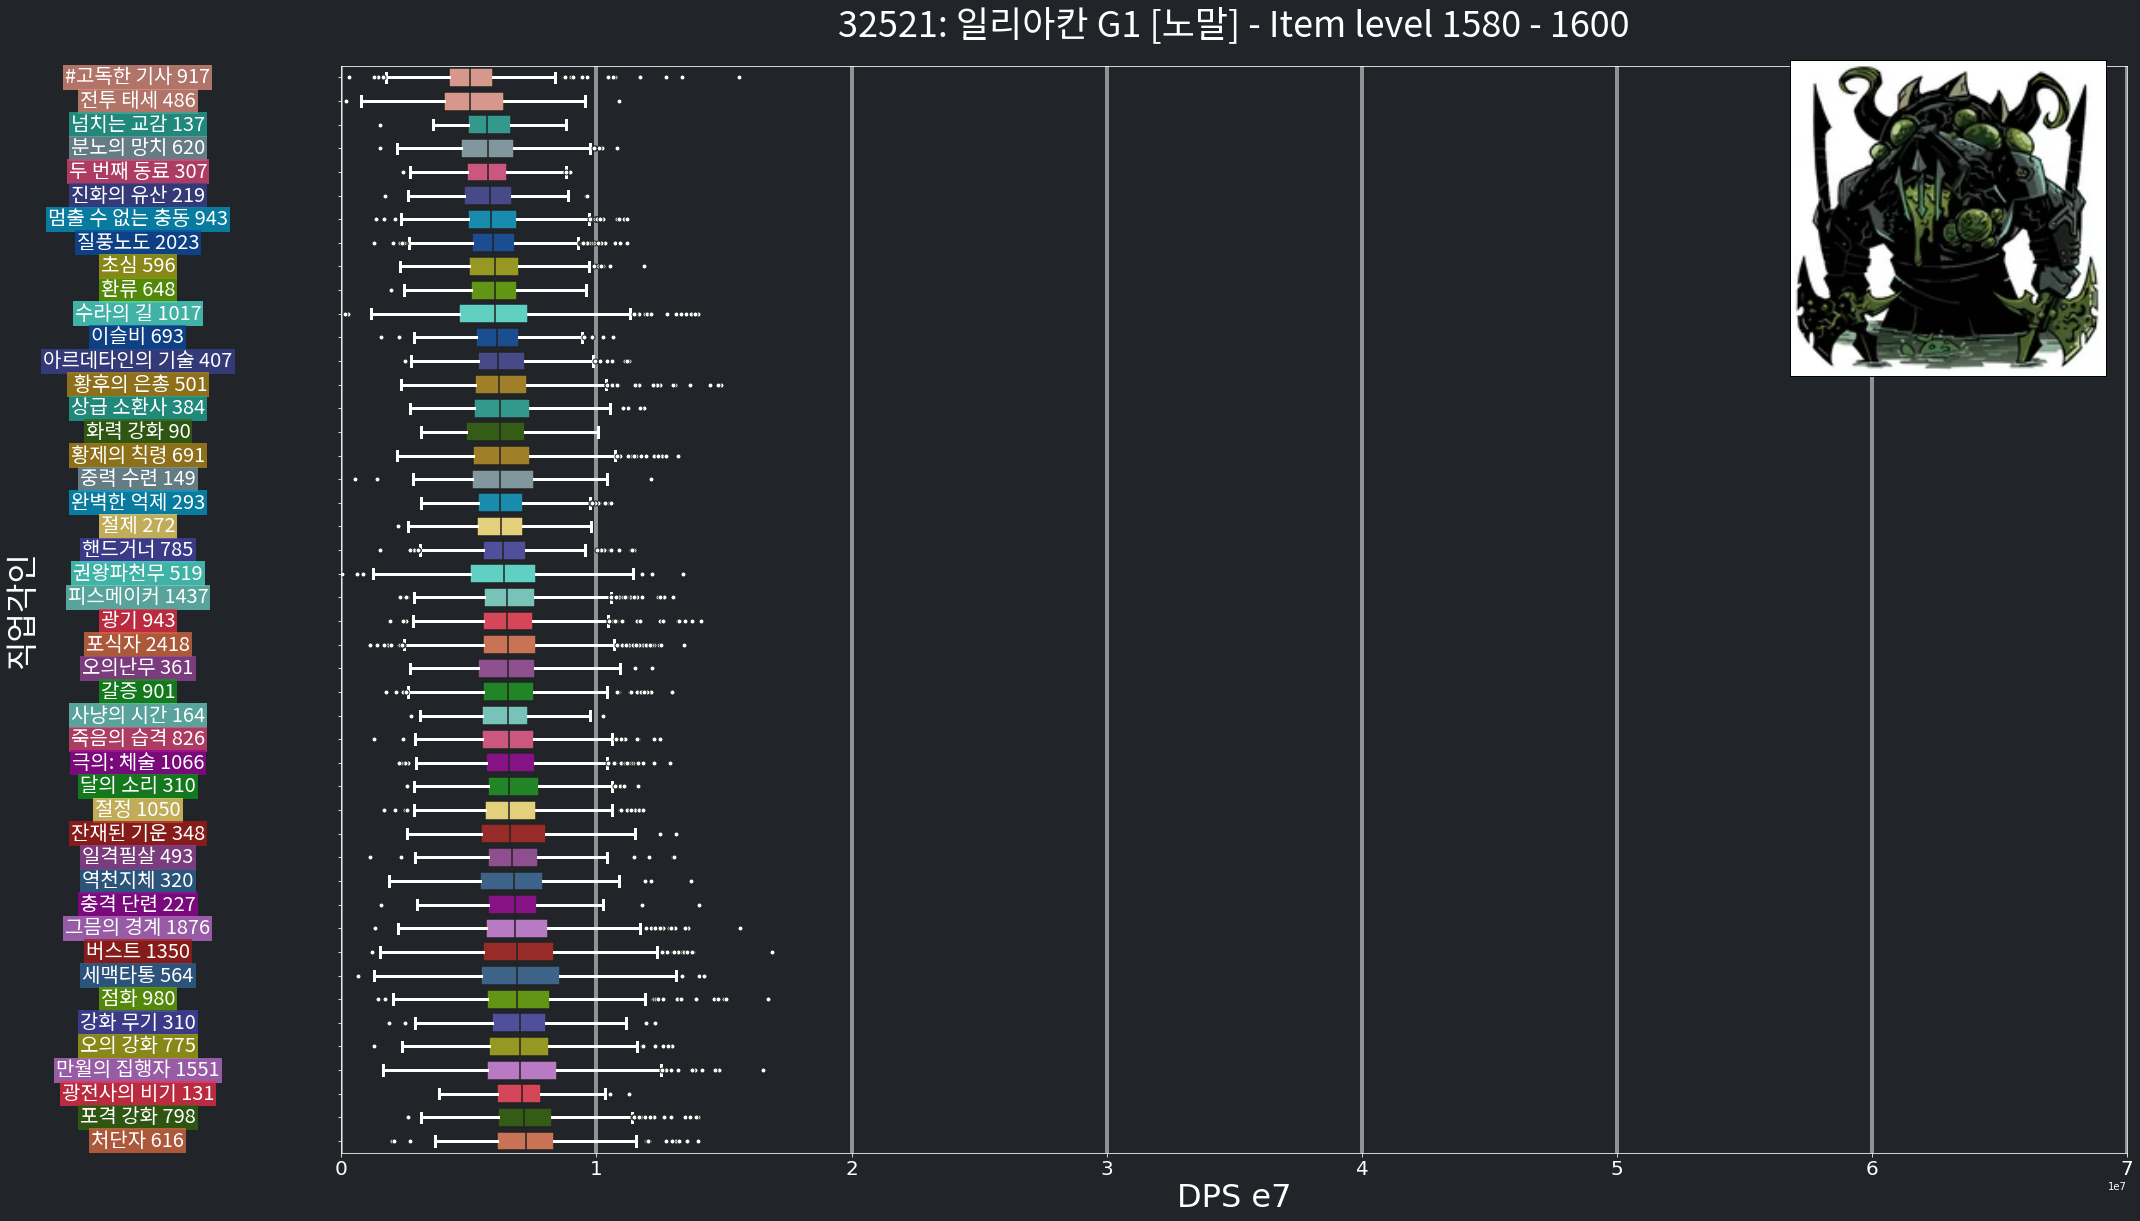 32521: 일리아칸 G1 [노말] - Item level 1580 - 1600
#고독한 기사 917
전투 태세 486
넘치는 교감 137
분노의 망치 620
두 번째 동료 307
진화의 유산 219
멈출 수 없는 충동 943
질풍노도 2023
초심 596
환류 648
수라의 길 1017
이슬비 693
아르데타인의 기술 407
황후의 은총 501
상급 소환사 384
화력 강화 90
황제의 칙령 691
중력 수련 149
완벽한 억제 293
절제 272
핸드거너 785
권왕파천무 519
피스메이커 1437
광기 943
포식자 2418
오의난무 361
갈증 901
사냥의 시간 164
죽음의 습격 826
극의: 체술 1066
달의 소리 310
절정 1050
잔재된 기운 348
일격필살 493
역천지체 320
충격 단련 227
그믐의 경계 1876
버스트 1350
세맥타통 564
점화 980
강화 무기 310
오의 강화 775
만월의 집행자 1551
광전사의 비기 131
포격 강화 798
처단자 616
직업각인
0 1 2 3 4 5 6 7
1e7
DPS e7